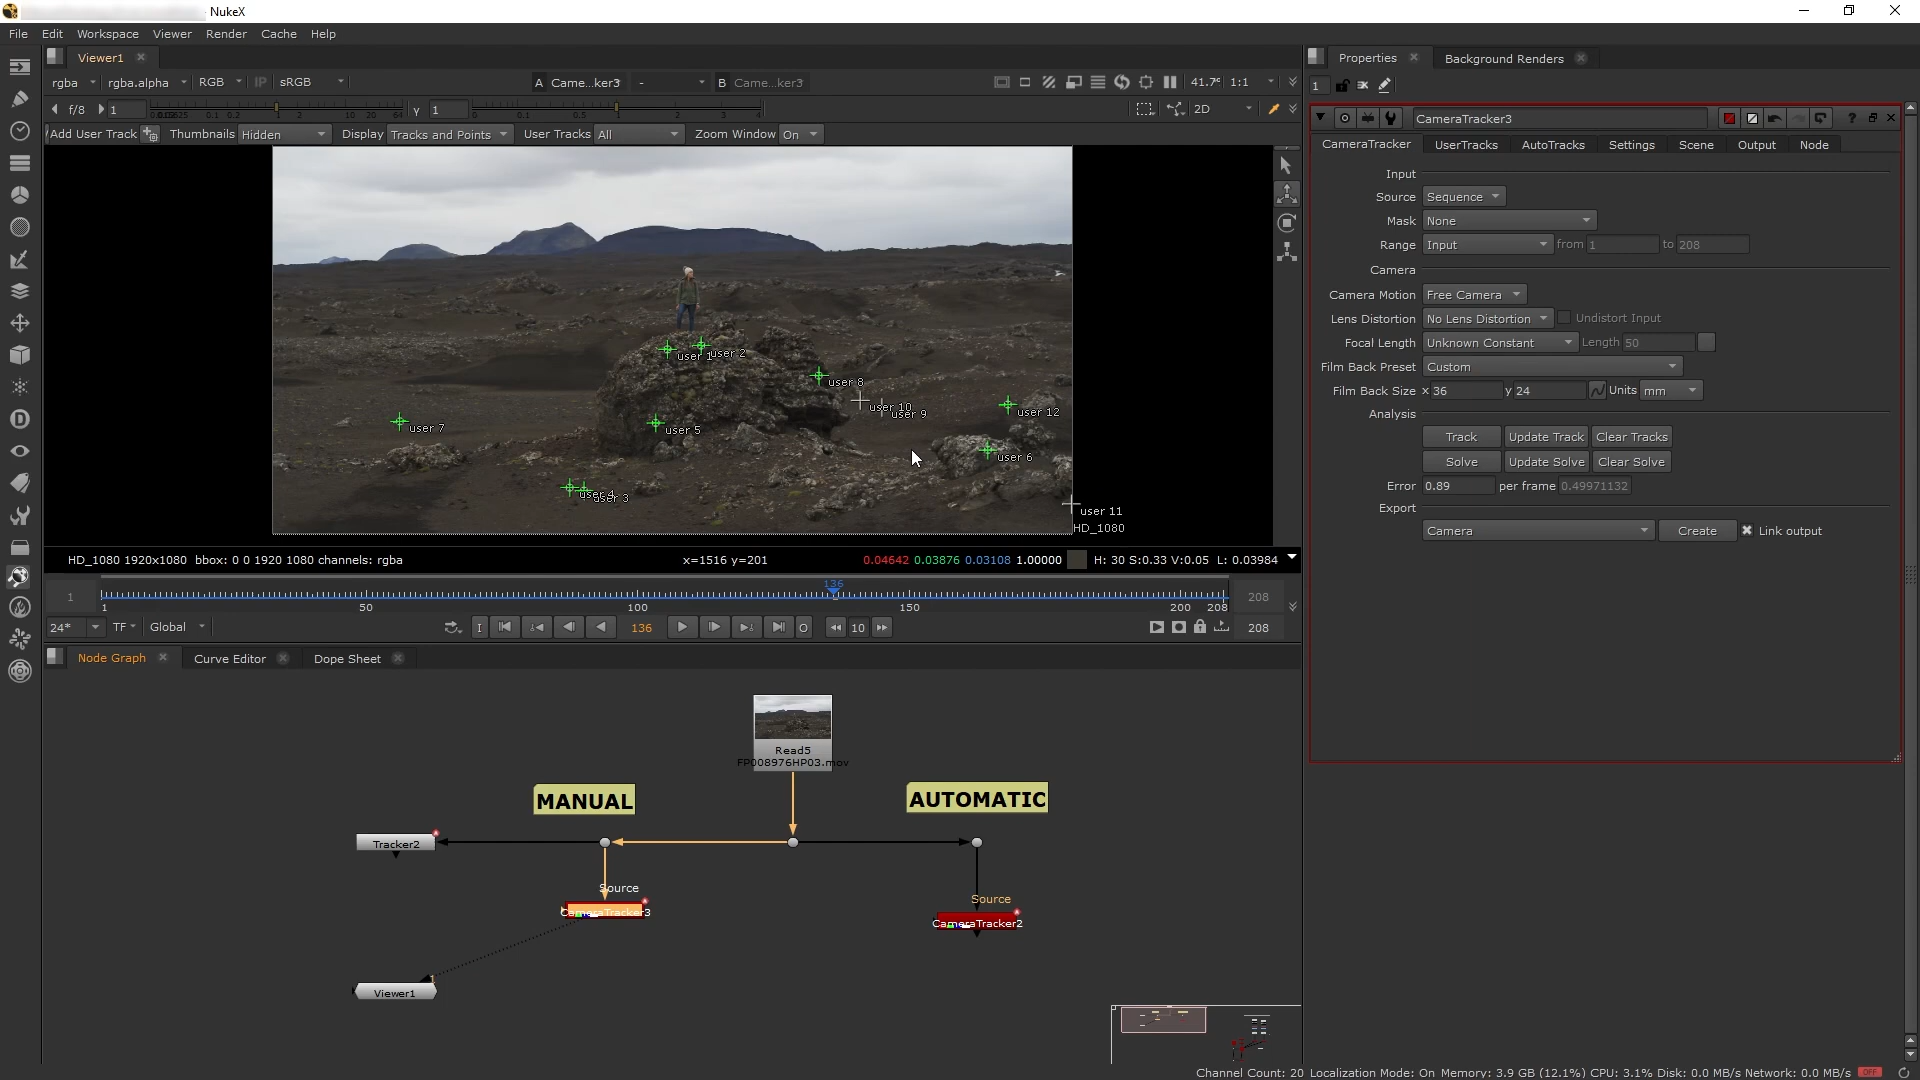 NukeX
File Edit Workspace Viewer Render Cache Help
Viewer1
Properties Background Renders
rgba rgba.alpha RGB IP sRGB A Came...ker3 - B Came...ker3 1:1
1
f/8 1 Y 1 2D
Add User Track Thumbnails Hidden Display Tracks and Points User Tracks All Zoom Window On
CameraTracker3
CameraTracker UserTracks AutoTracks Settings Scene Output Node
Input
Source Sequence
Mask None
Range Input from 1 to 208
Camera
Camera Motion Free Camera
Lens Distortion No Lens Distortion Undistort Input
Focal Length Unknown Constant Length 50
Film Back Preset Custom
Film Back Size x 36 y 24 Units mm
Analysis
Track Update Track Clear Tracks
Solve Update Solve Clear Solve
Error 0.89 per frame 0.49971132
Export
Camera Create Link output
user 1
user 2
user 8
user 10
user 9
user 12
user 7
user 5
user 6
user 4
user 3
user 11
HD_1080
HD_1080 1920x1080 bbox: 0 0 1920 1080 channels: rgba x=1516 y=201 0.04642 0.03876 0.03108 1.00000 H: 30 S:0.33 V:0.05 L: 0.03984
136
1 208
1 50 100 150 200 208
24* TF Global I 136 O 10 208
Node Graph Curve Editor Dope Sheet
Read5
FP008976HP03.mov
MANUAL
AUTOMATIC
Tracker2
Source
CameraTracker3
Source
CameraTracker2
1
Viewer1
Channel Count: 20 Localization Mode: On Memory: 3.9 GB (12.1%) CPU: 3.1% Disk: 0.0 MB/s Network: 0.0 MB/s OFF